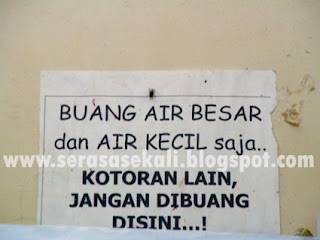 BUANG AIR BESAR
dan AIR KECIL saja..
www.serasasekali.blogspot.com
KOTORAN LAIN,
JANGAN DIBUANG
DISINI...!